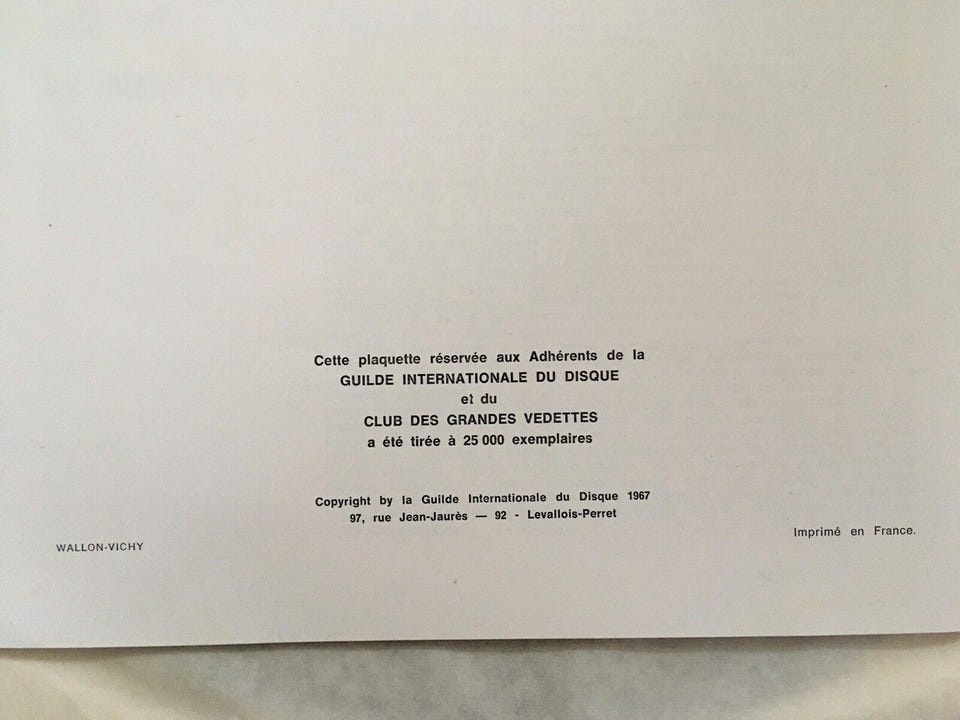 Cette plaquette réservée aux Adhérents de la
GUILDE INTERNATIONALE DU DISQUE
et du
CLUB DES GRANDES VEDETTES
a été tirée à 25 000 exemplaires
Copyright by la Guilde Internationale du Disque 1967
97, rue Jean-Jaurès — 92 - Levallois-Perret
Imprimé en France.
WALLON-VICHY